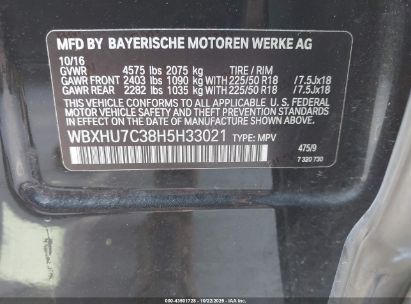 MFD BY BAYERISCHE MOTOREN WERKE AG
10/16
GVWR 4575 lbs 2075 kg TIRE / RIM
GAWR FRONT 2403 lbs 1090 kg WITH 225/50 R18 /7.5Jx18
GAWR REAR 2282 lbs 1035 kg WITH 225/50 R18 /7.5Jx18
THIS VEHICLE CONFORMS TO ALL APPLICABLE U.S. FEDERAL
MOTOR VEHICLE SAFETY, BUMPER, AND THEFT PREVENTION STANDARDS
IN EFFECT ON THE DATE OF MANUFACTURE SHOWN ABOVE.
WBXHU7C38H5H33021 TYPE: MPV
475/9
7 320 730